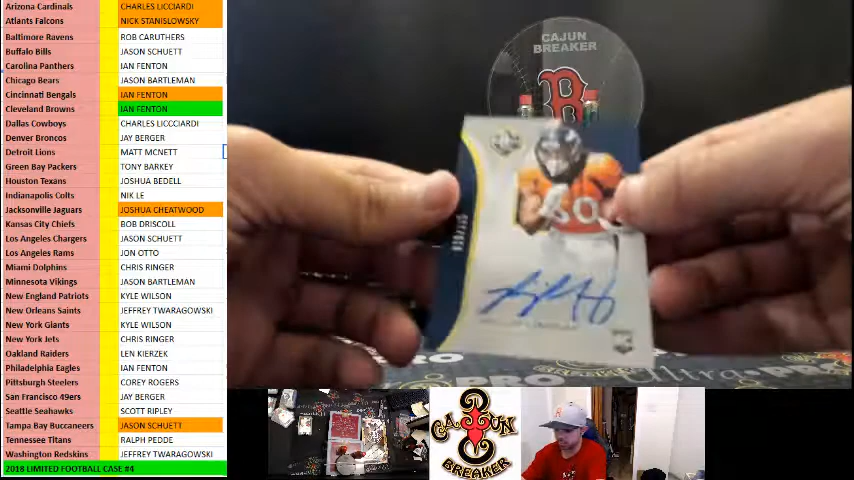 Arizona Cardinals CHARLES LICCIARDI
Atlants Falcons NICK STANISLOWSKY
Baltimore Ravens ROB CARUTHERS
Buffalo Bills JASON SCHUETT
Carolina Panthers IAN FENTON
Chicago Bears JASON BARTLEMAN
Cincinnati Bengals IAN FENTON
Cleveland Browns IAN FENTON
Dallas Cowboys CHARLES LICCCIARDI
Denver Broncos JAY BERGER
Detroit Lions MATT MCNETT
Green Bay Packers TONY BARKEY
Houston Texans JOSHUA BEDELL
Indianapolis Colts NIK LE
Jacksonville Jaguars JOSHUA CHEATWOOD
Kansas City Chiefs BOB DRISCOLL
Los Angeles Chargers JASON SCHUETT
Los Angeles Rams JON OTTO
Miami Dolphins CHRIS RINGER
Minnesota Vikings JASON BARTLEMAN
New England Patriots KYLE WILSON
New Orleans Saints JEFFREY TWARAGOWSKI
New York Giants KYLE WILSON
New York Jets CHRIS RINGER
Oakland Raiders LEN KIERZEK
Philadelphia Eagles IAN FENTON
Pittsburgh Steelers COREY ROGERS
San Francisco 49ers JAY BERGER
Seattle Seahawks SCOTT RIPLEY
Tampa Bay Buccaneers JASON SCHUETT
Tennessee Titans RALPH PEDDE
Washington Redskins JEFFREY TWARAGOWSKI
2018 LIMITED FOOTBALL CASE #4
CAJUN
BREAKER
B
CAJUN
BREAKER